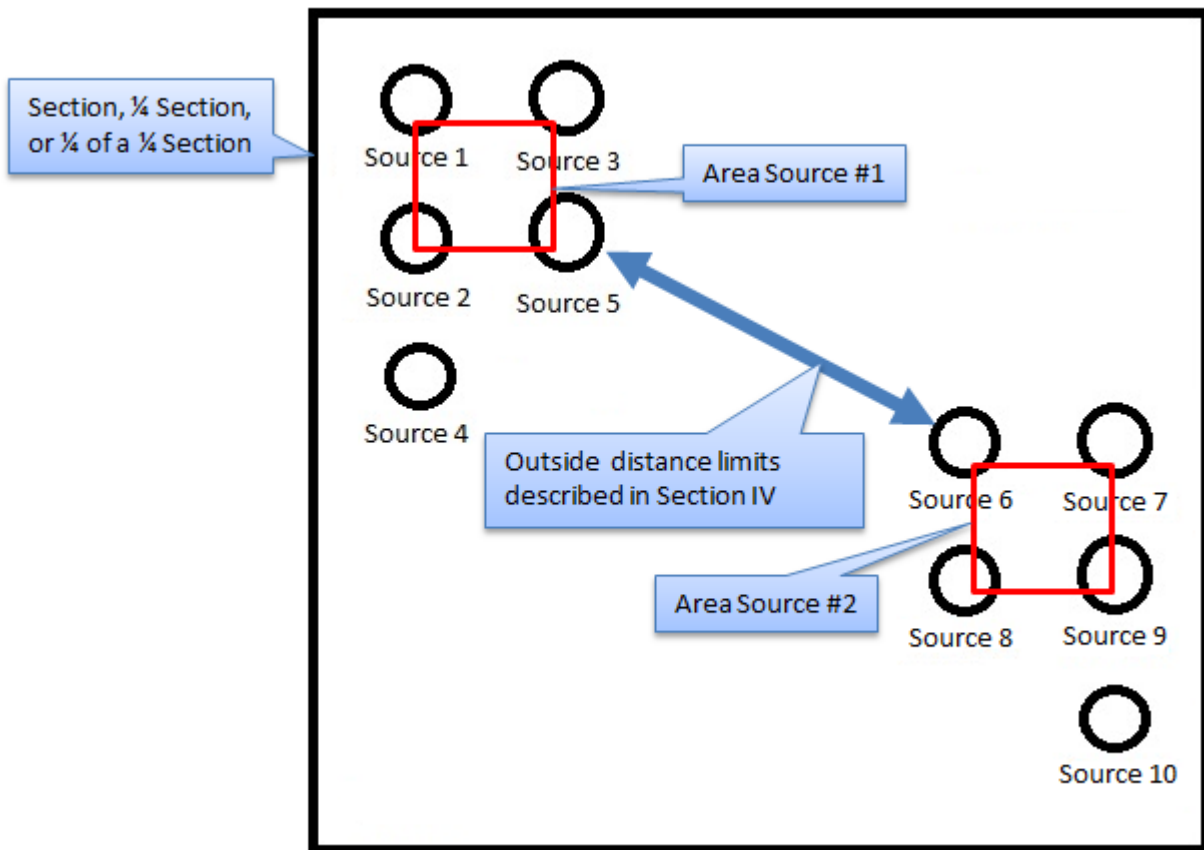 Section, ¼ Section,
or ¼ of a ¼ Section
Source 1
Source 3
Area Source #1
Source 2
Source 5
Source 4
Outside distance limits
described in Section IV
Source 6
Source 7
Area Source #2
Source 8
Source 9
Source 10